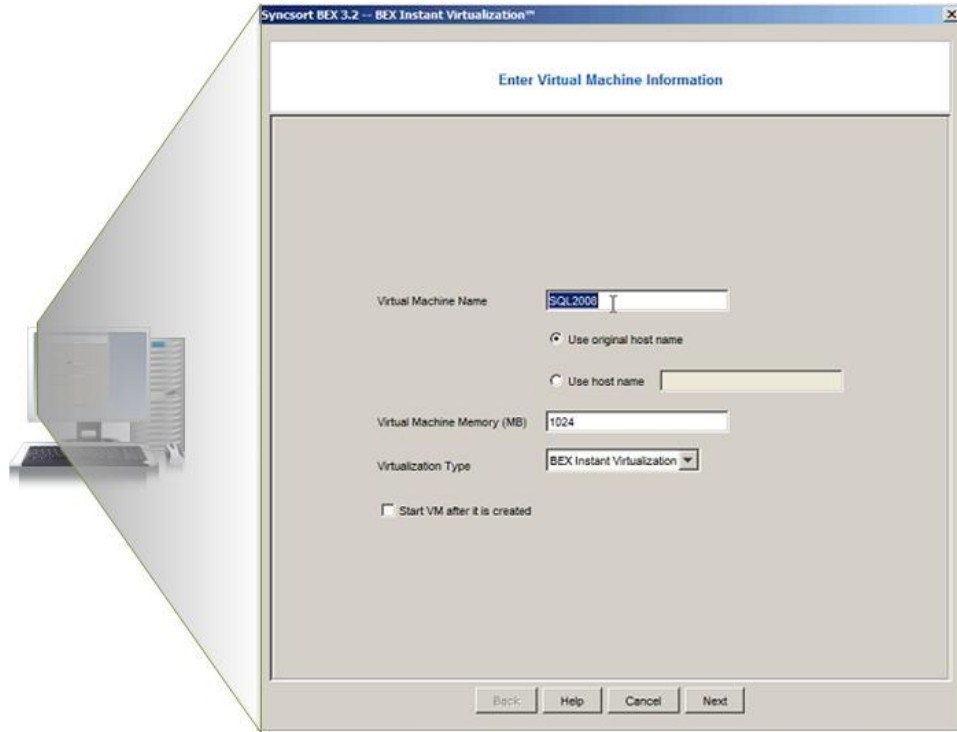 Syncsort BEX 3.2 -- BEX Instant Virtualization™
Enter Virtual Machine Information
Virtual Machine Name SQL2008
Use original host name
Use host name
Virtual Machine Memory (MB) 1024
Virtualization Type BEX Instant Virtualization
Start VM after it is created
Back Help Cancel Next